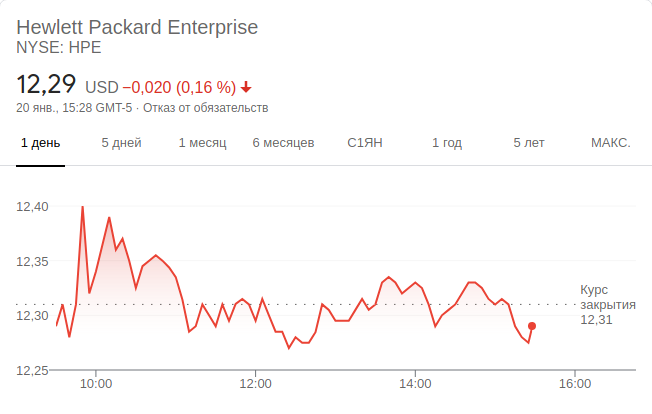 Hewlett Packard Enterprise
NYSE: HPE
12,29 USD −0,020 (0,16 %)
20 янв., 15:28 GMT-5 · Отказ от обязательств
1 день 5 дней 1 месяц 6 месяцев С1ЯН 1 год 5 лет МАКС.
12,40
12,35
Курс
закрытия
12,31
12,30
12,25
10:00 12:00 14:00 16:00